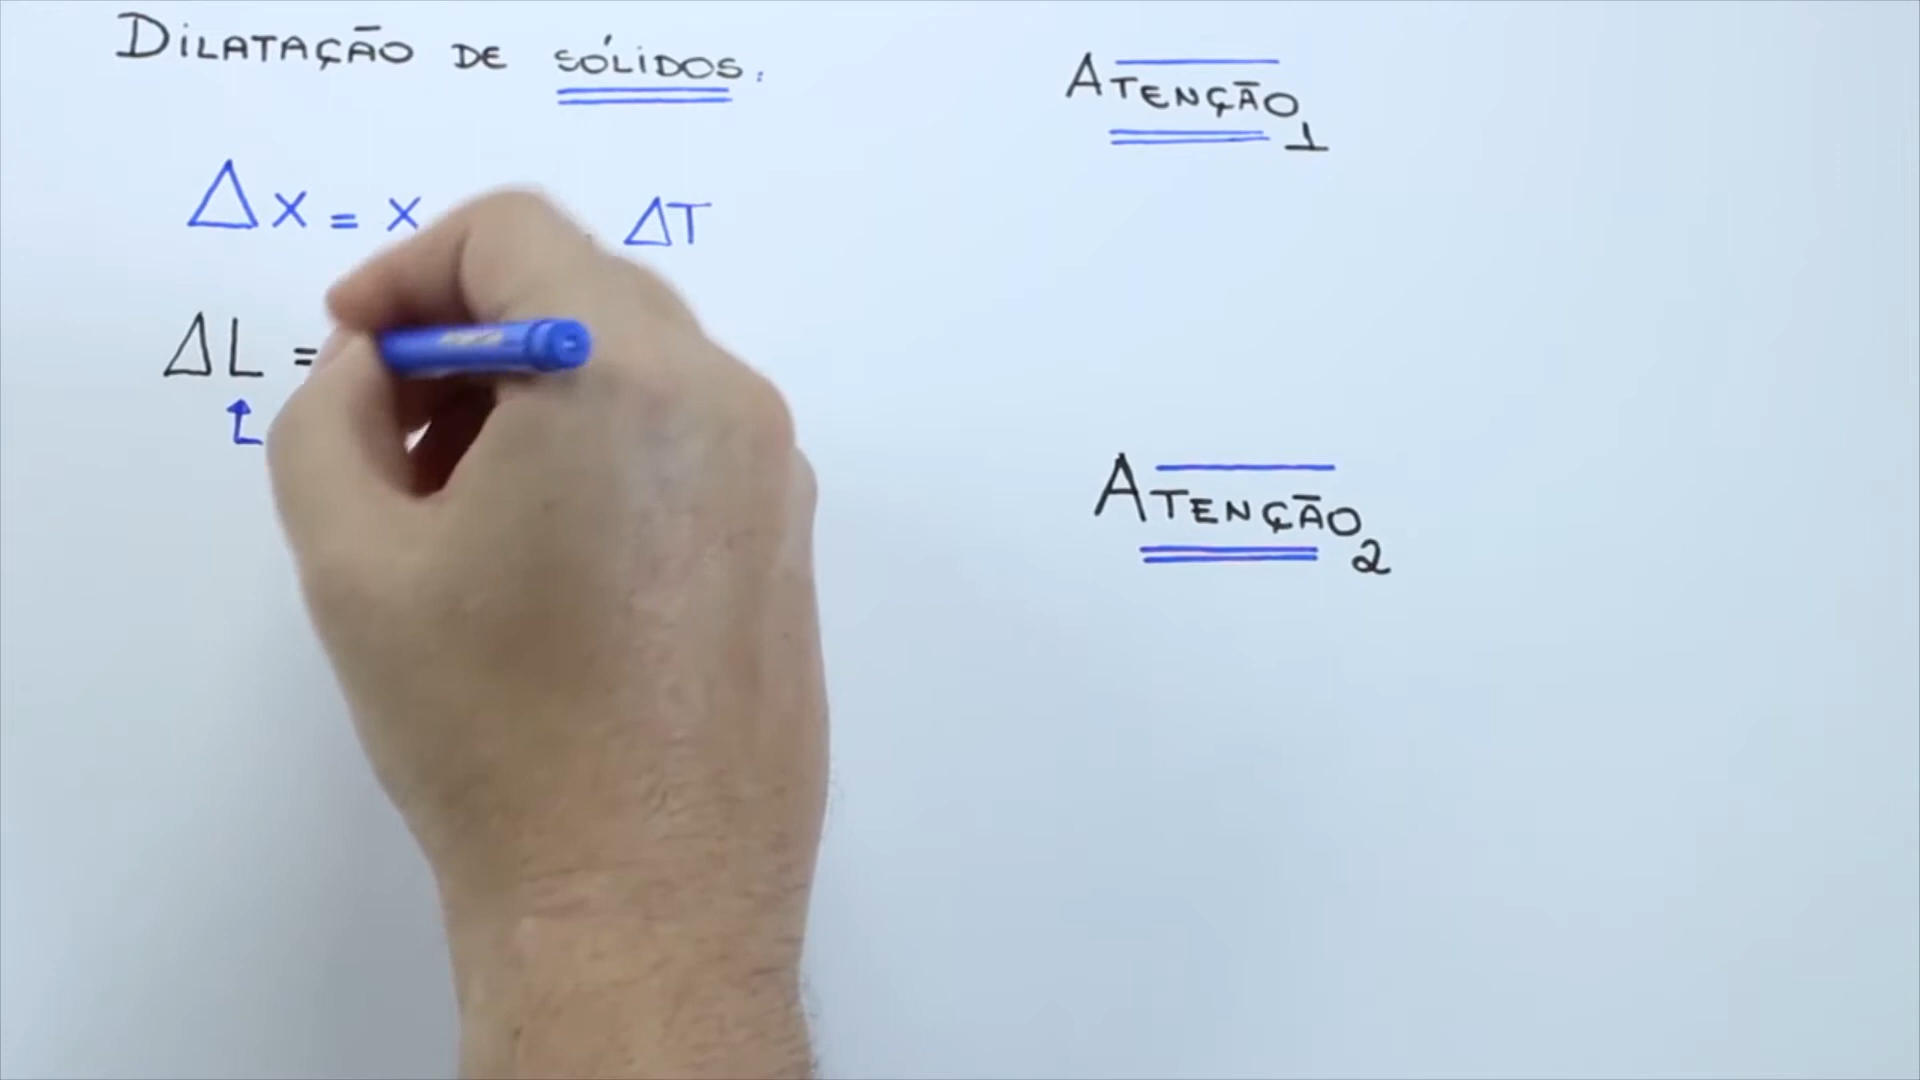 DILATAÇÃO DE SÓLIDOS.
ΔX = X ΔT
ΔL =
ATENÇÃO 1
ATENÇÃO 2